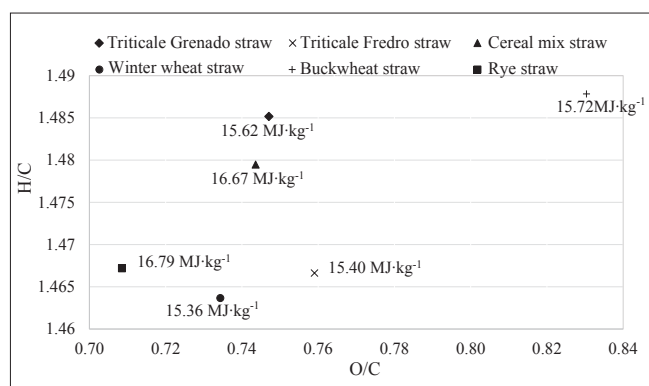 ◆ Triticale Grenado straw × Triticale Fredro straw ▲ Cereal mix straw
● Winter wheat straw + Buckwheat straw ■ Rye straw
1.49
15.72MJ·kg⁻¹
1.485
15.62 MJ·kg⁻¹
1.48
16.67 MJ·kg⁻¹
H/C
1.475
1.47
16.79 MJ·kg⁻¹
15.40 MJ·kg⁻¹
1.465
15.36 MJ·kg⁻¹
1.46
0.70 0.72 0.74 0.76 0.78 0.80 0.82 0.84
O/C